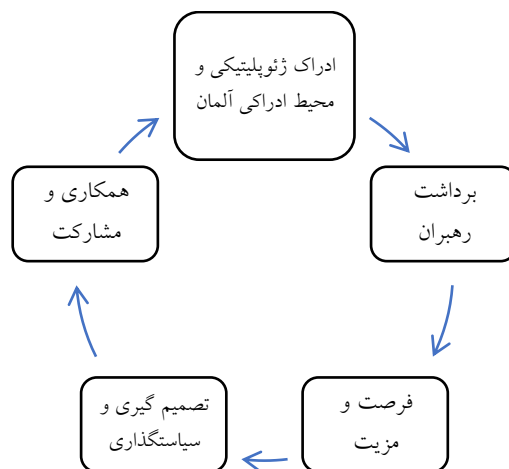 ادراک ژئوپلیتیکی و
محیط ادراکی آلمان
برداشت
رهبران
فرصت و
مزیت
تصمیم گیری و
سیاستگذاری
همکاری و
مشارکت